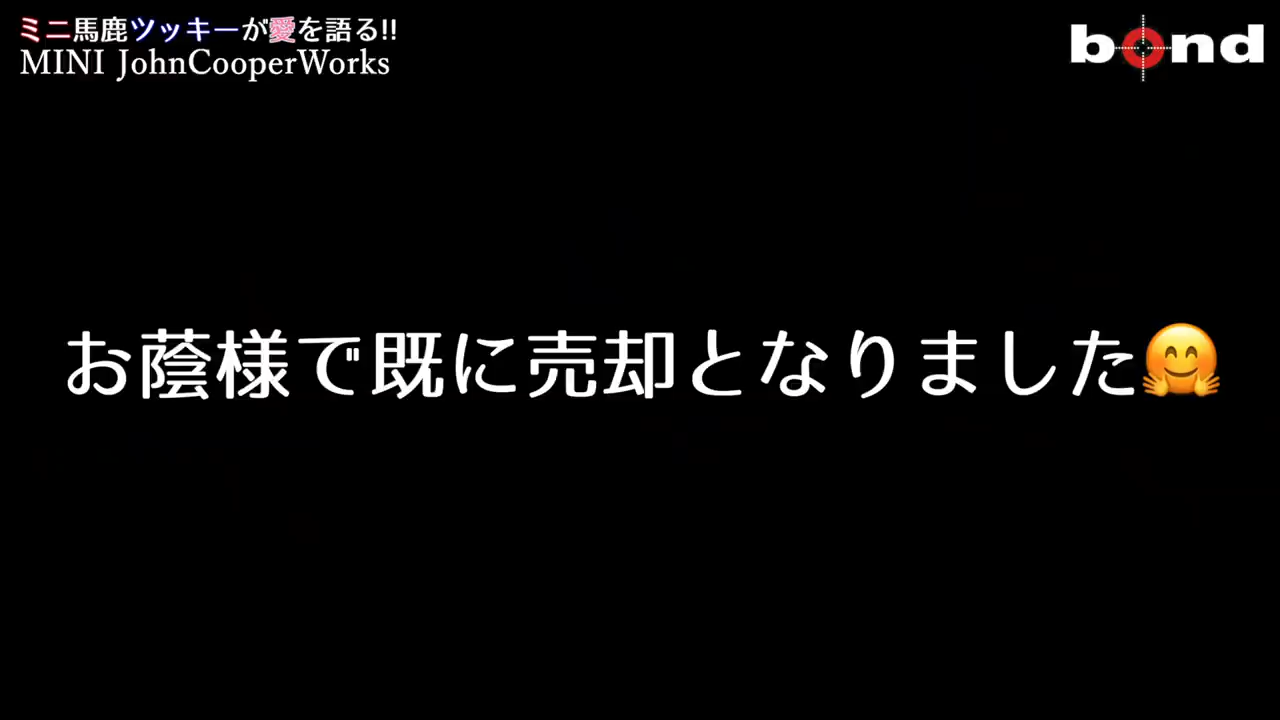 ミニ馬鹿ツッキーが愛を語る!!
MINI JohnCooperWorks
bond
お蔭様で既に売却となりました🤗